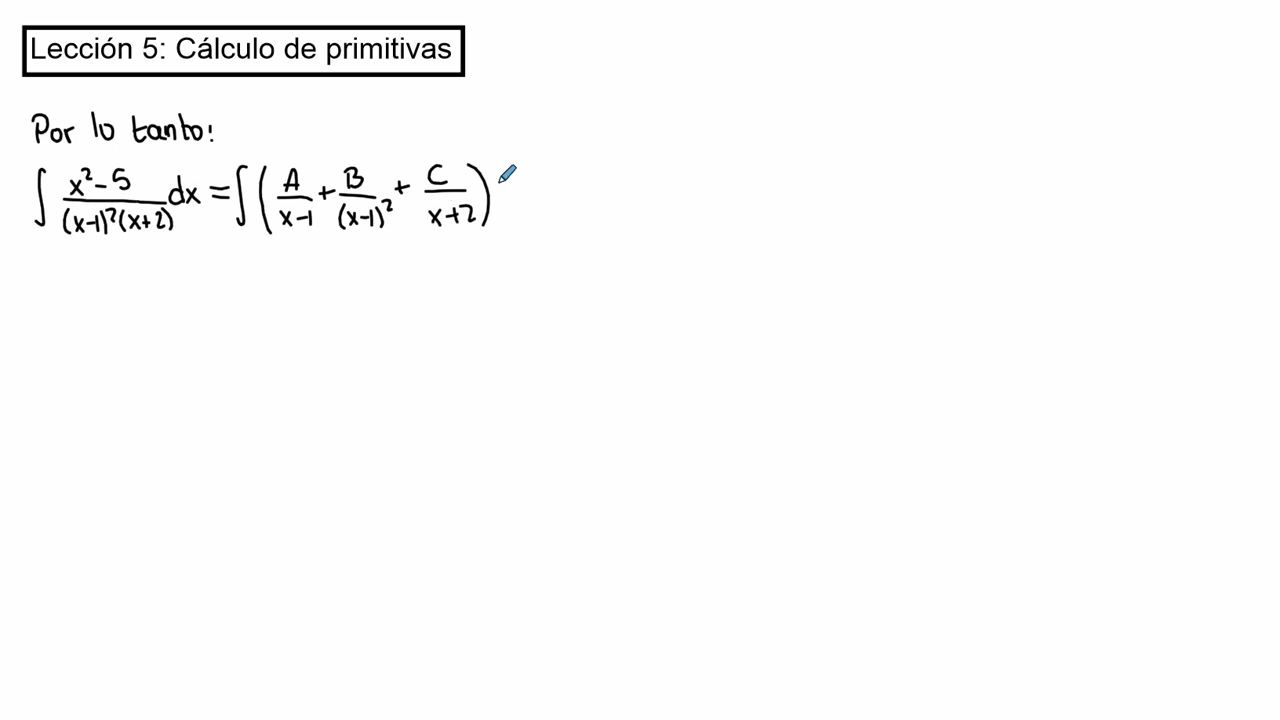 Lección 5: Cálculo de primitivas
Por lo tanto:
∫ (x²-5)/((x-1)²(x+2)) dx = ∫ (A/(x-1) + B/(x-1)² + C/(x+2))